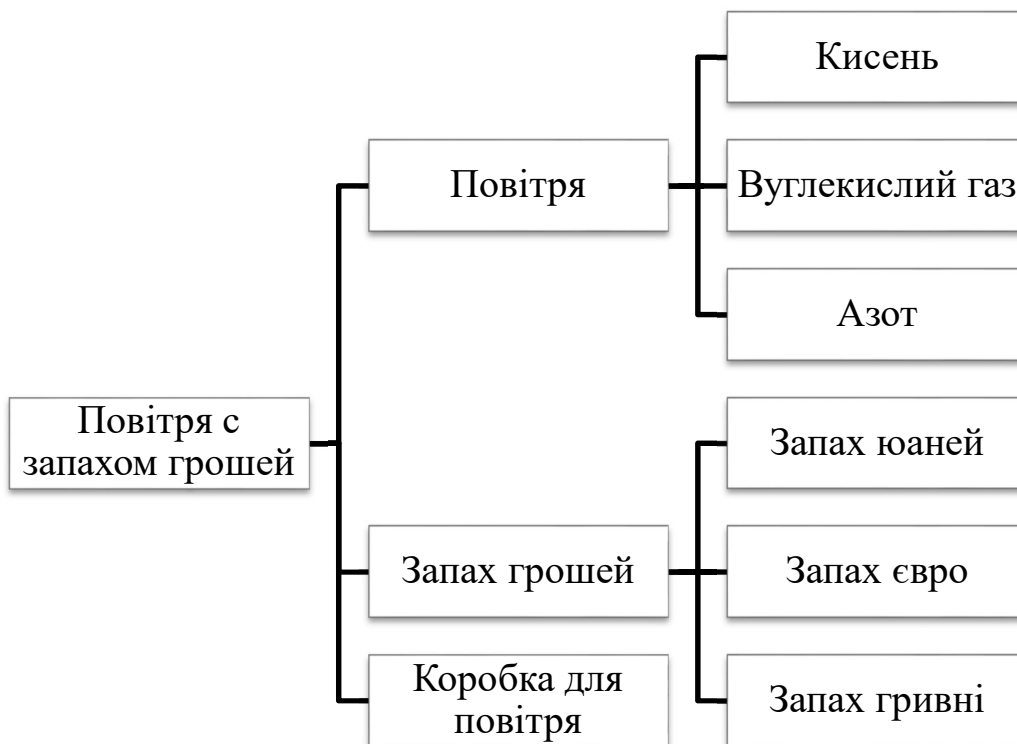 Повітря с
запахом грошей
Повітря
Кисень
Вуглекислий газ
Азот
Запах грошей
Запах юаней
Запах євро
Запах гривні
Коробка для
повітря